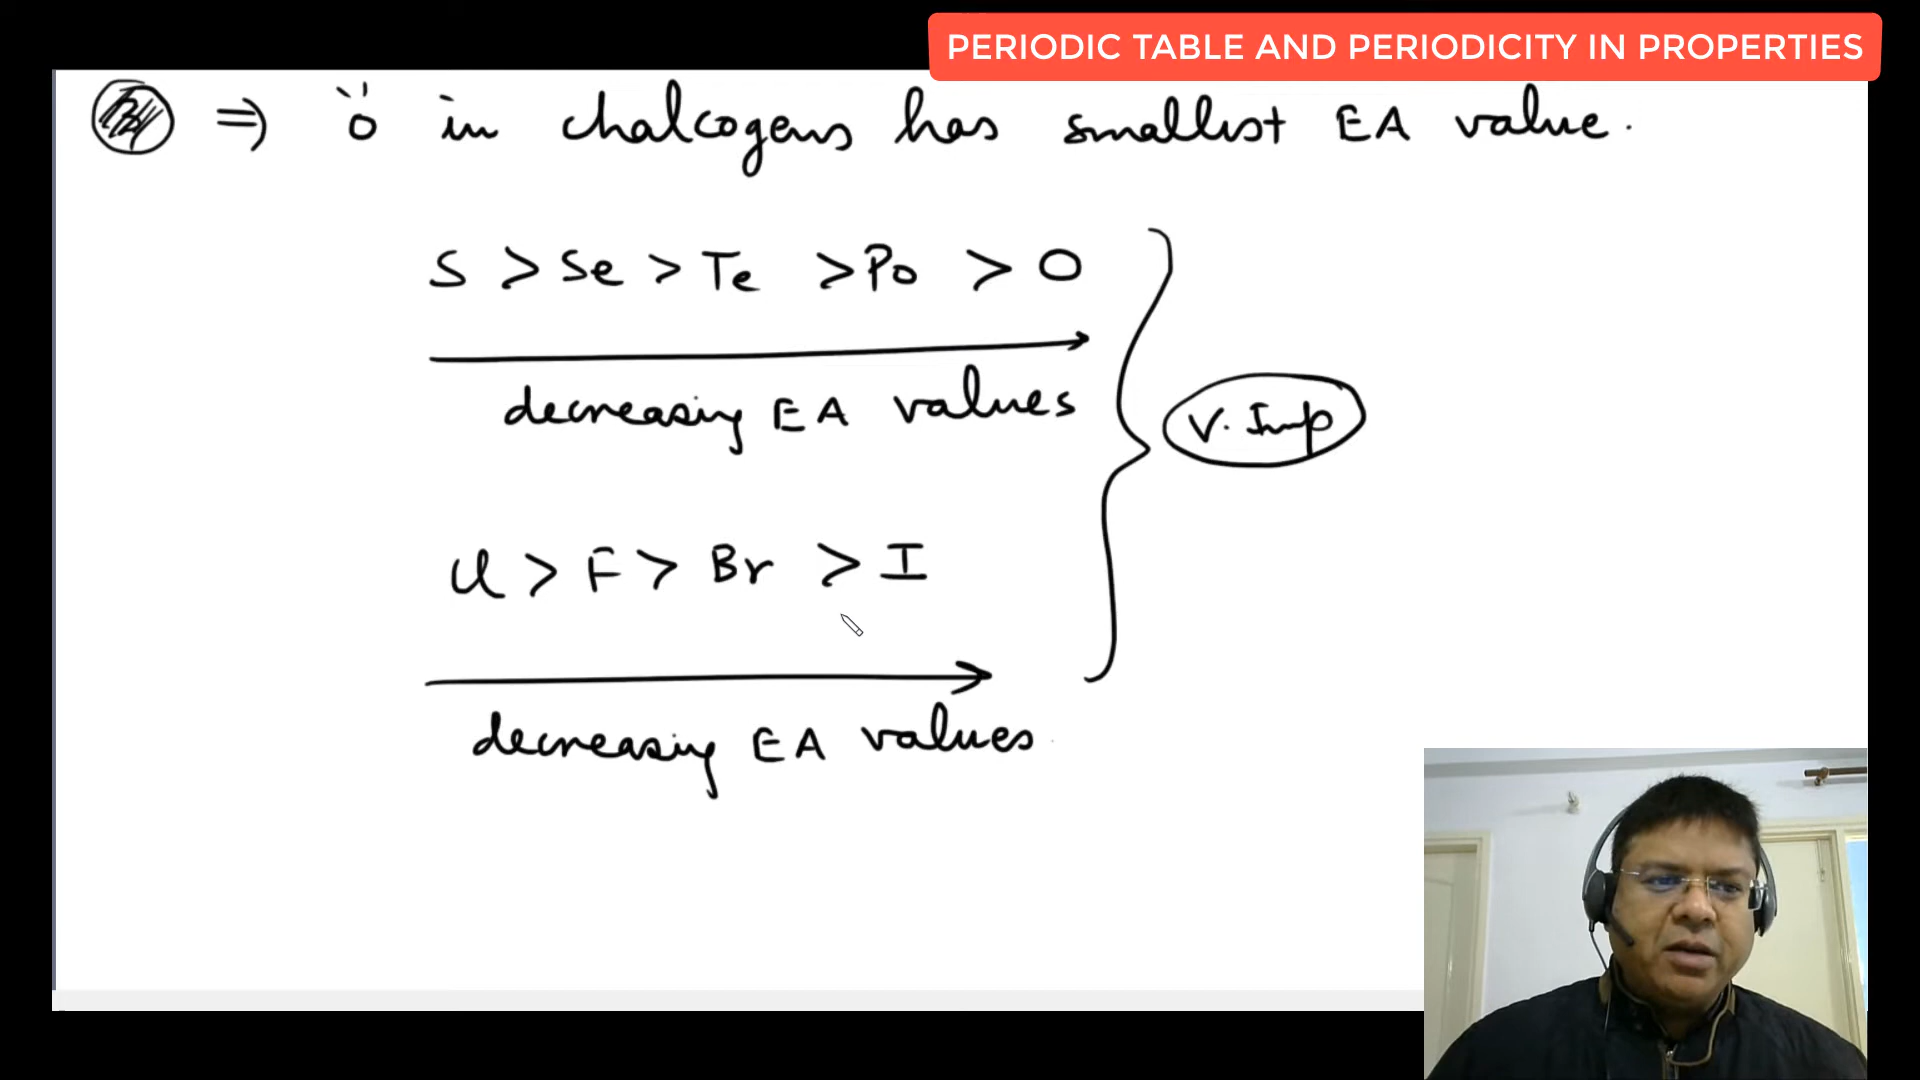 PERIODIC TABLE AND PERIODICITY IN PROPERTIES
⇒ Ö in chalcogens has smallest EA value.
S > Se > Te > Po > O
decreasing EA values
V. Imp
Cl > F > Br > I
decreasing EA values